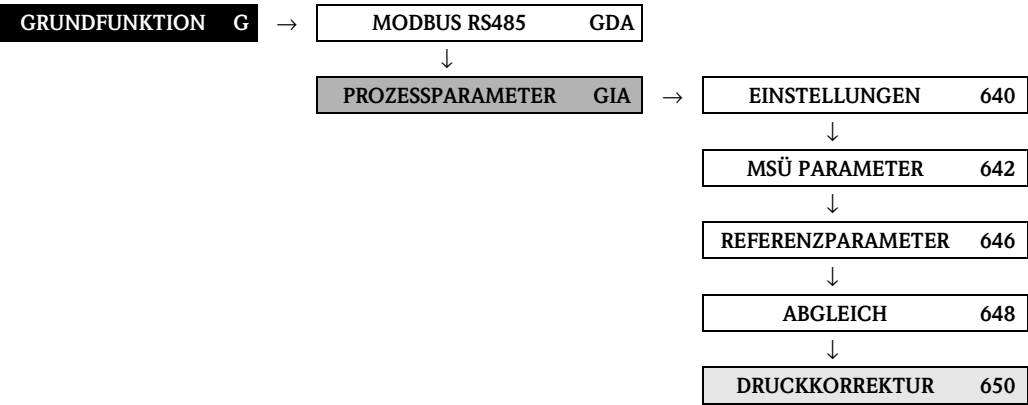 GRUNDFUNKTION G → MODBUS RS485 GDA
↓
PROZESSPARAMETER GIA → EINSTELLUNGEN 640
↓
MSÜ PARAMETER 642
↓
REFERENZPARAMETER 646
↓
ABGLEICH 648
↓
DRUCKKORREKTUR 650